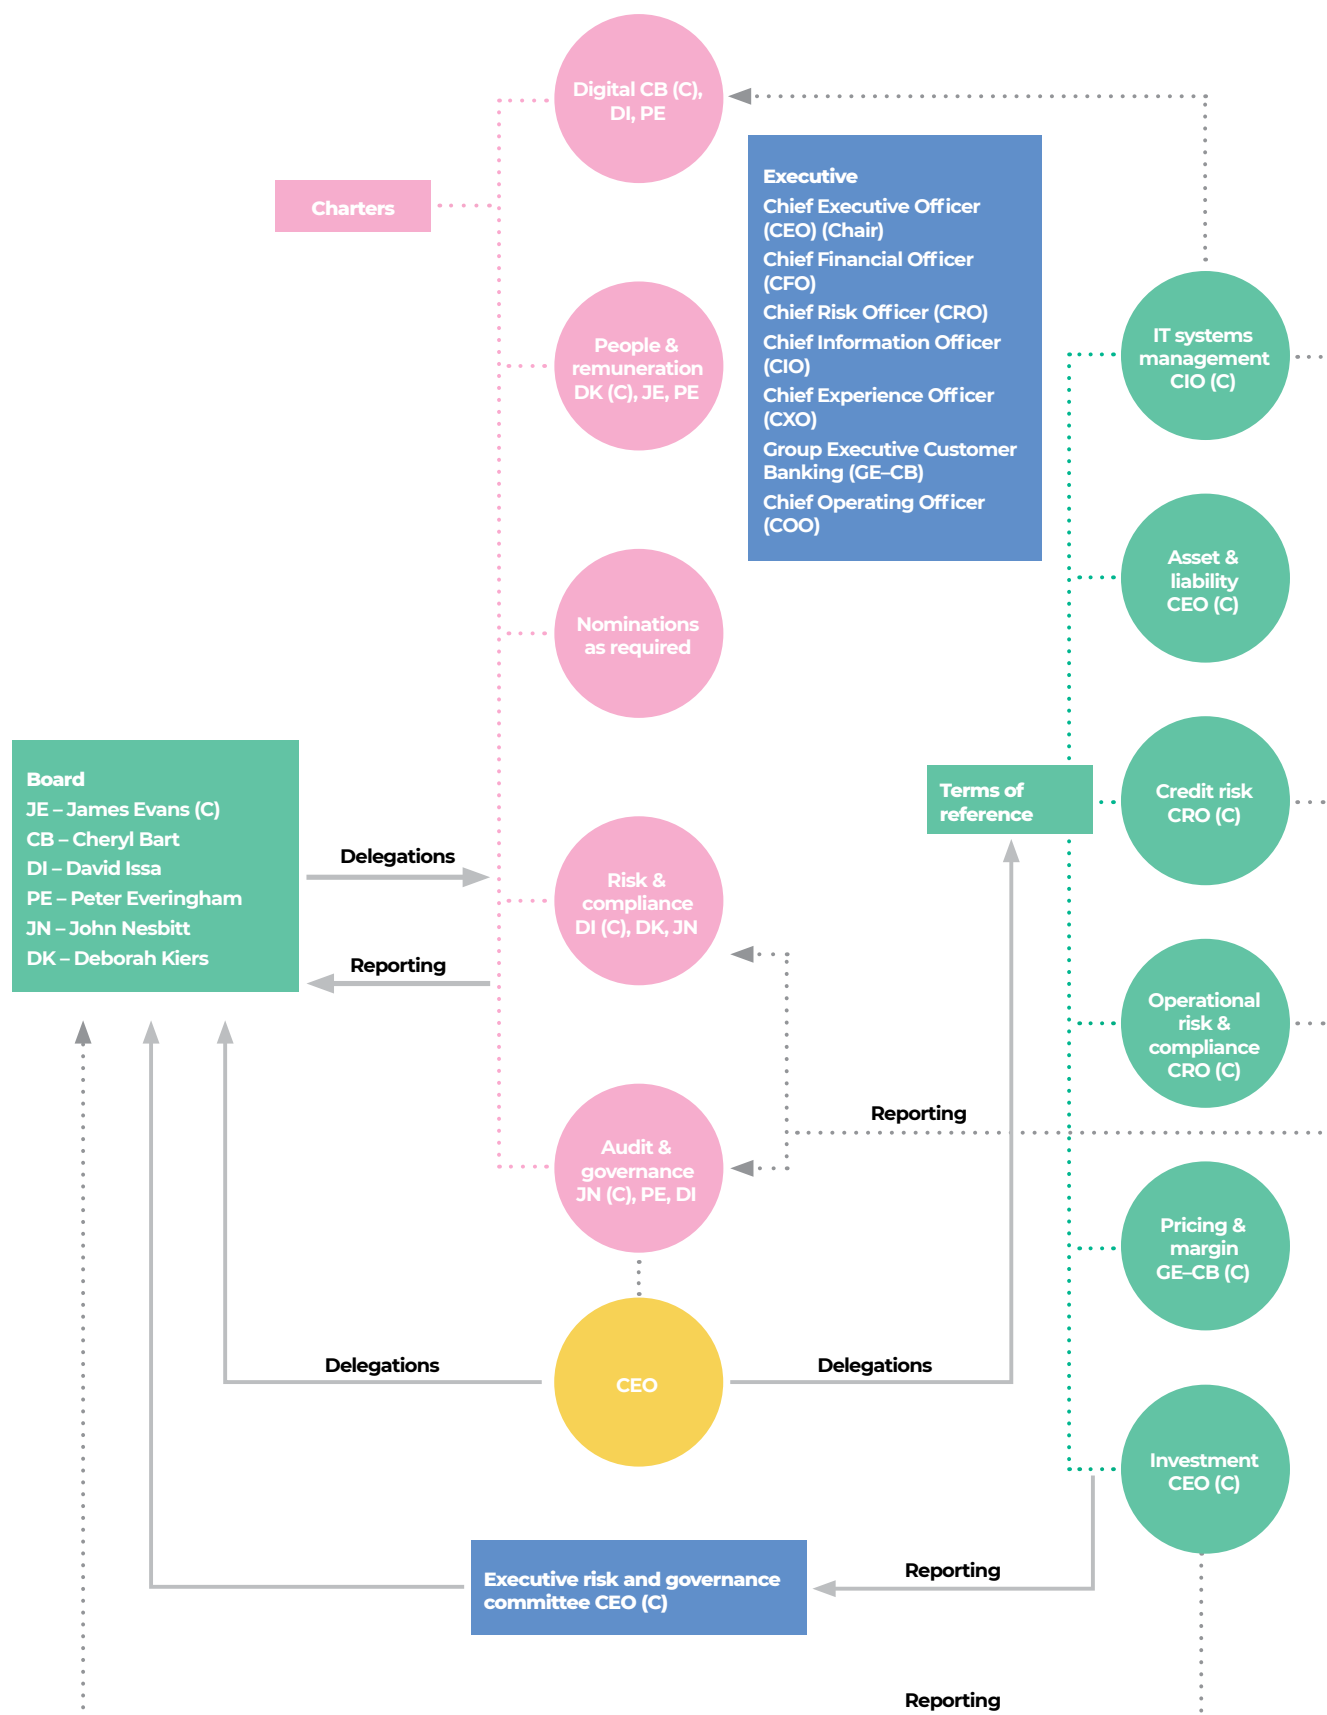 Digital CB (C),
DI, PE
Charters
Executive
Chief Executive Officer
(CEO) (Chair)
Chief Financial Officer
(CFO)
Chief Risk Officer (CRO)
Chief Information Officer
(CIO)
Chief Experience Officer
(CXO)
Group Executive Customer
Banking (GE–CB)
Chief Operating Officer
(COO)
People &
remuneration
DK (C), JE, PE
IT systems
management
CIO (C)
Asset &
liability
CEO (C)
Nominations
as required
Board
JE – James Evans (C)
CB – Cheryl Bart
DI – David Issa
PE – Peter Everingham
JN – John Nesbitt
DK – Deborah Kiers
Delegations
Reporting
Risk &
compliance
DI (C), DK, JN
Terms of
reference
Credit risk
CRO (C)
Operational
risk &
compliance
CRO (C)
Reporting
Audit &
governance
JN (C), PE, DI
Pricing &
margin
GE–CB (C)
Delegations
CEO
Delegations
Investment
CEO (C)
Executive risk and governance
committee CEO (C)
Reporting
Reporting